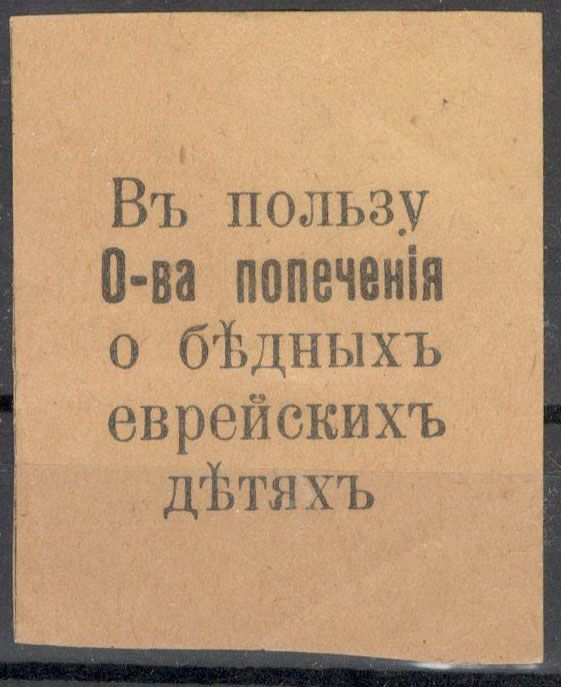 Въ пользу
О-ва попеченія
о бѣдныхъ
еврейскихъ
дѣтяхъ